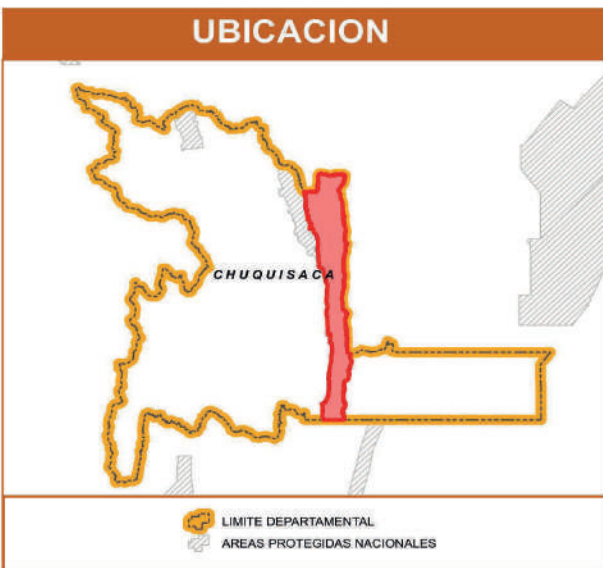 UBICACION
CHUQUISACA
LIMITE DEPARTAMENTAL
AREAS PROTEGIDAS NACIONALES